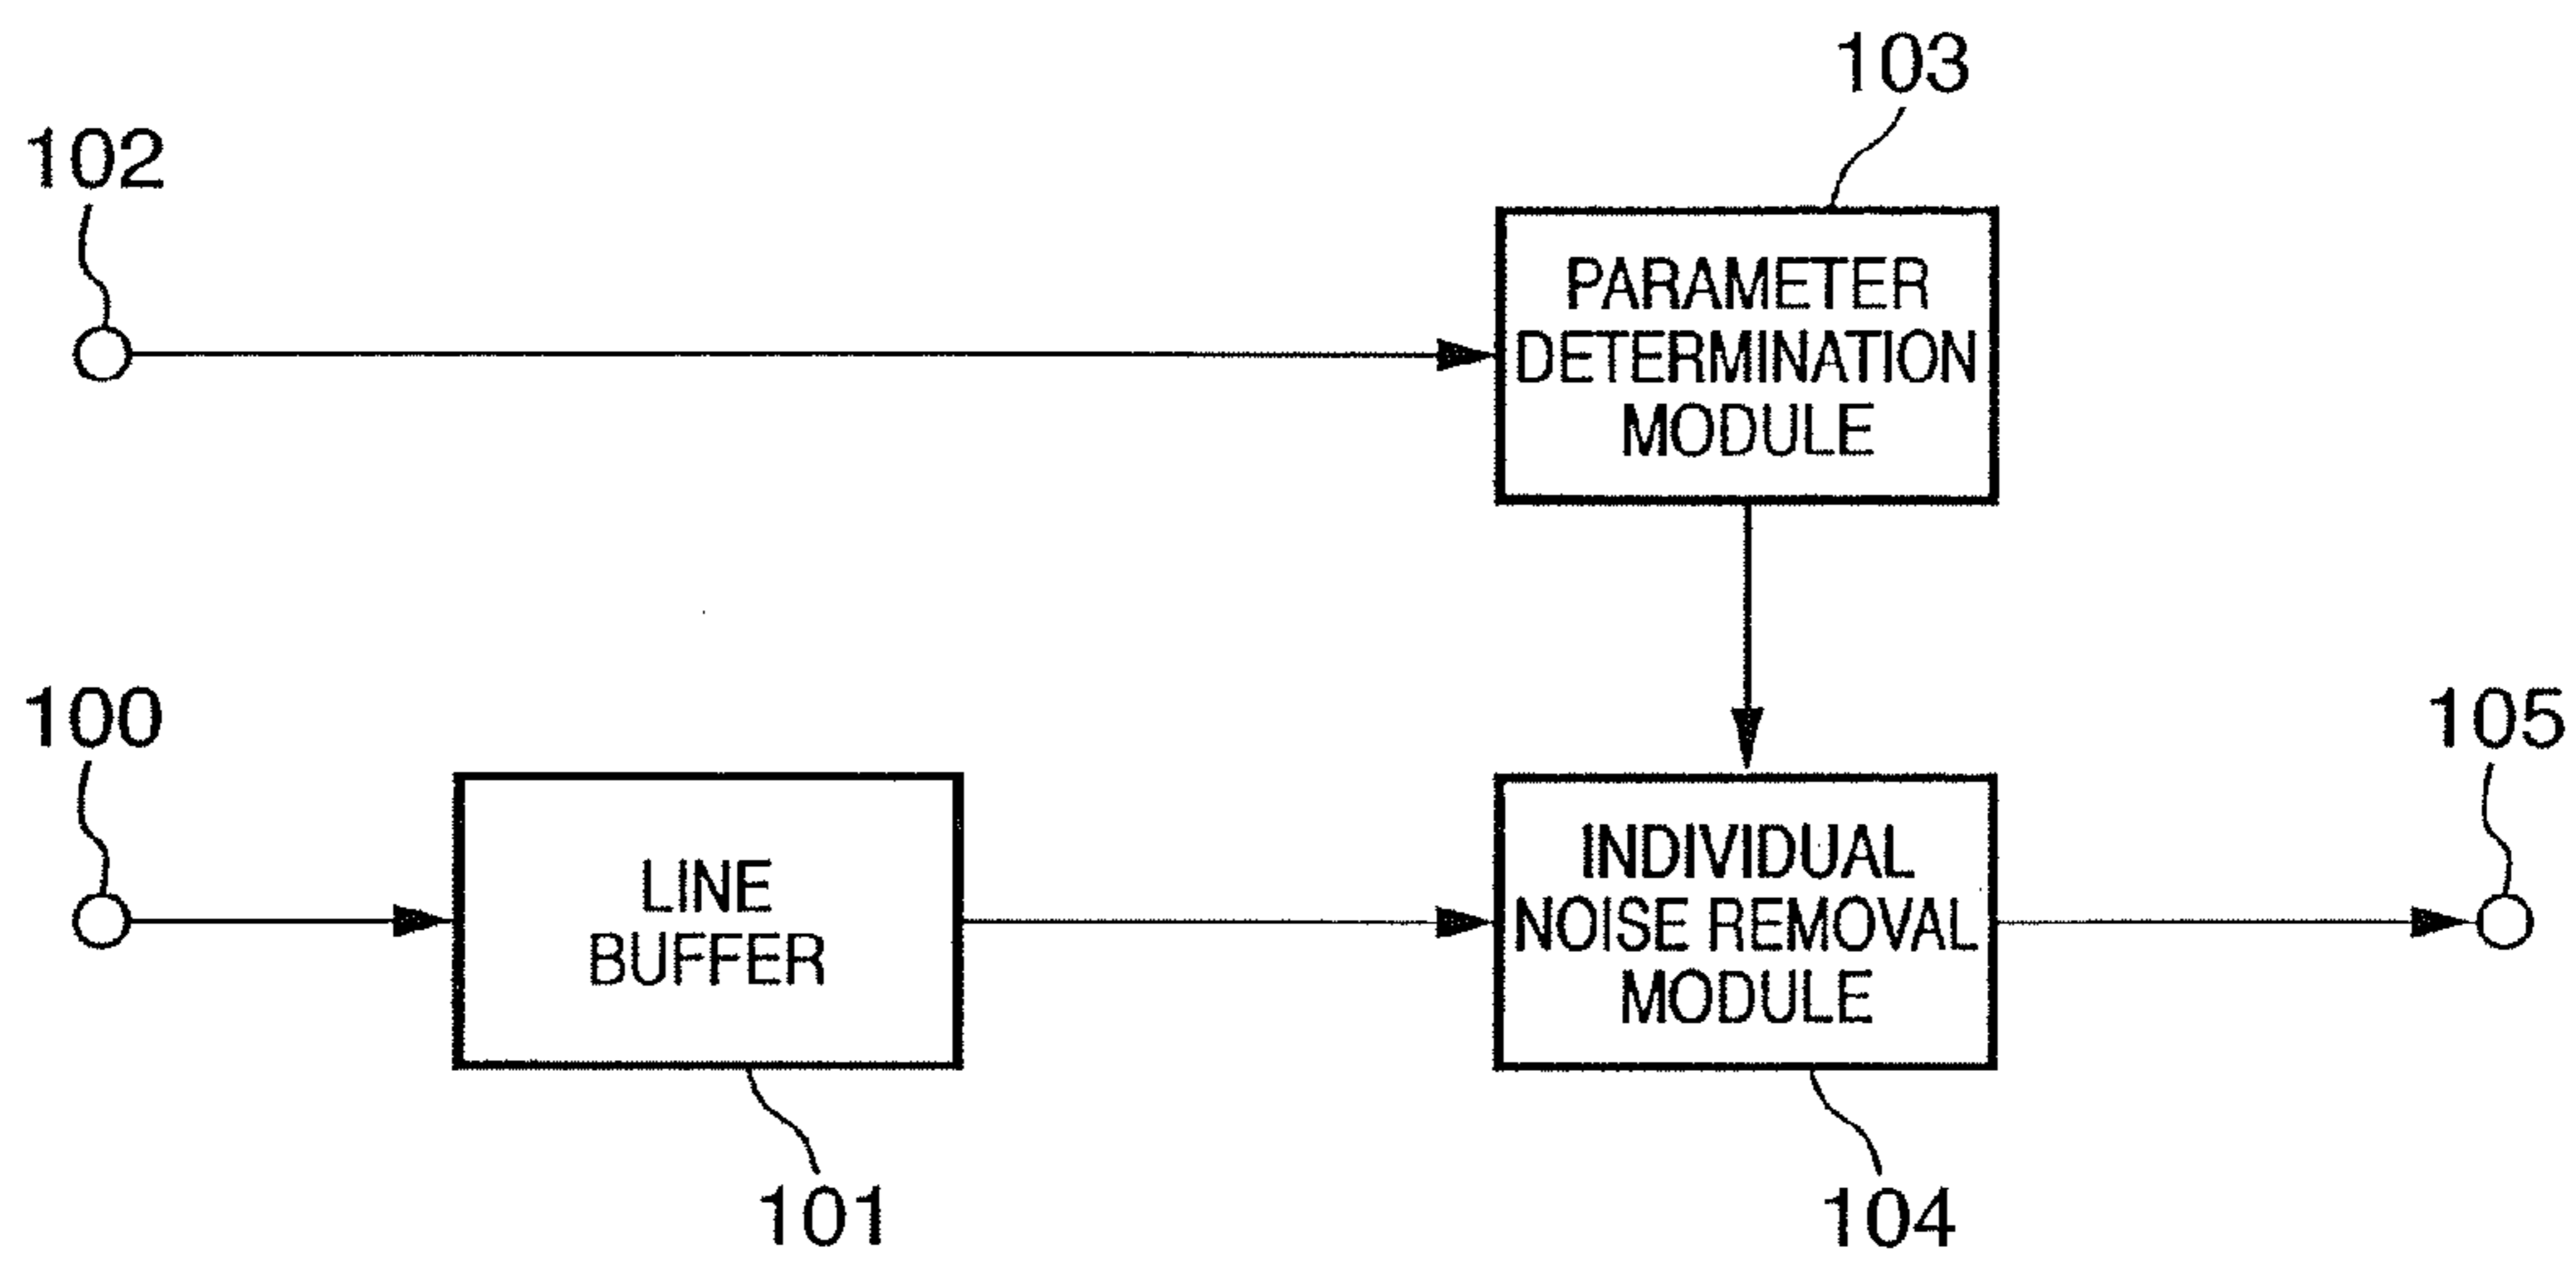 103
102
PARAMETER
DETERMINATION
MODULE
100
105
LINE
BUFFER
INDIVIDUAL
NOISE REMOVAL
MODULE
101
104